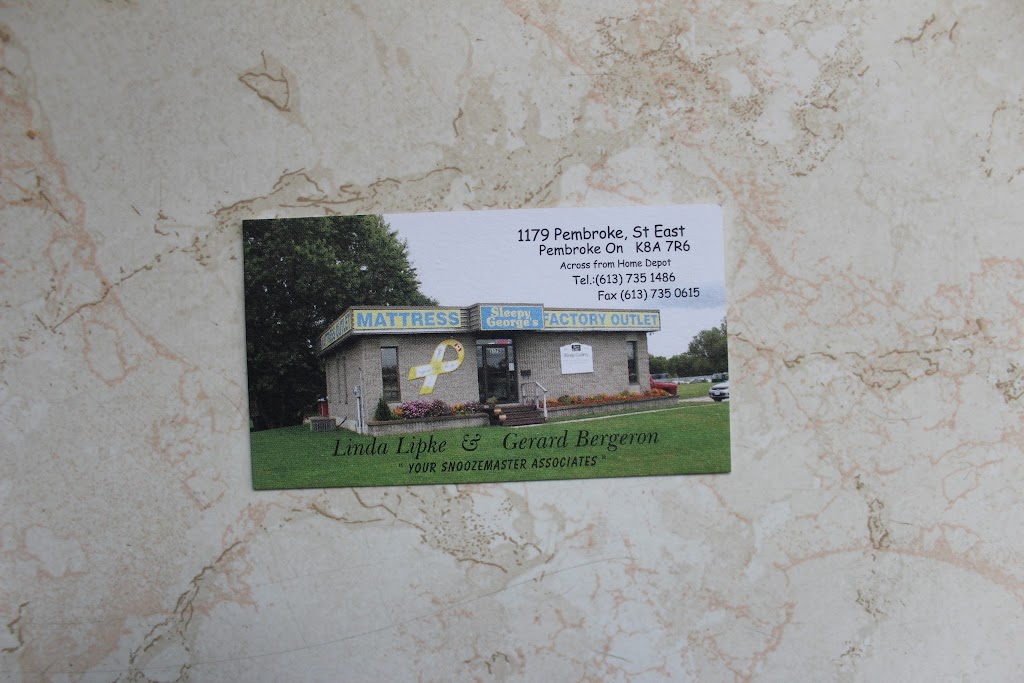 1179 Pembroke, St East
Pembroke On K8A 7R6
Across from Home Depot
Tel.:(613) 735 1486
Fax (613) 735 0615
MATTRESS
Sleepy
George's
FACTORY OUTLET
Linda Lipke & Gerard Bergeron
" YOUR SNOOZEMASTER ASSOCIATES "